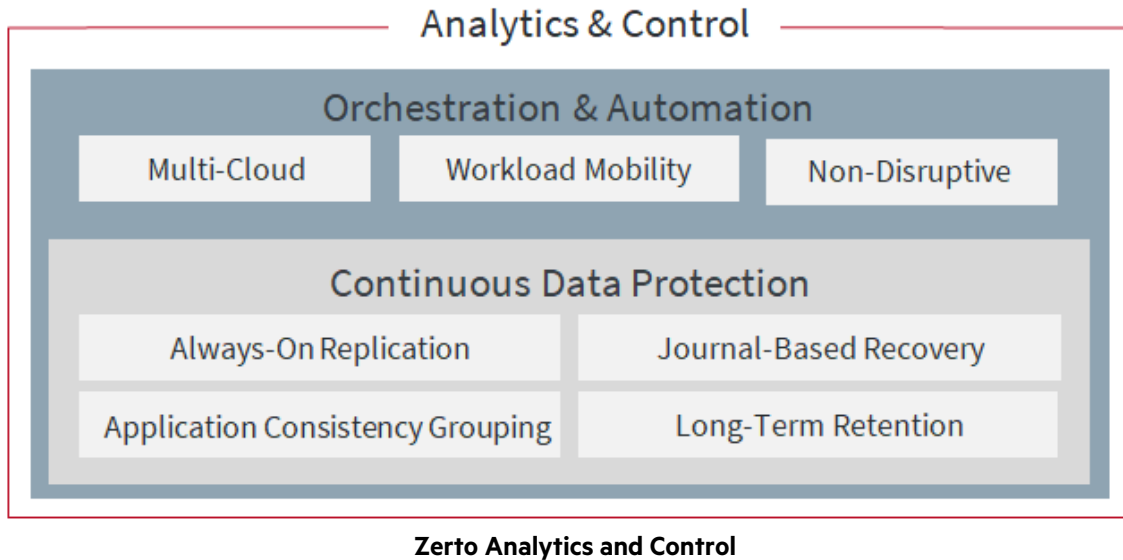 Analytics & Control
Orchestration & Automation
Multi-Cloud
Workload Mobility
Non-Disruptive
Continuous Data Protection
Always-On Replication
Journal-Based Recovery
Application Consistency Grouping
Long-Term Retention
Zerto Analytics and Control